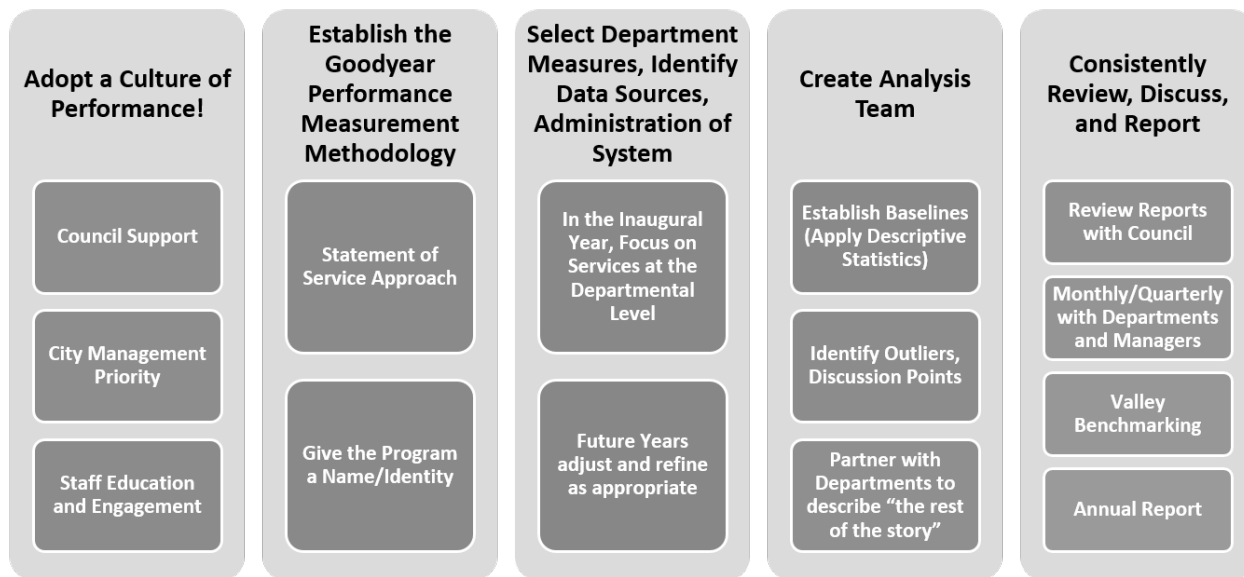 Adopt a Culture of
Performance!
Council Support
City Management
Priority
Staff Education
and Engagement
Establish the
Goodyear
Performance
Measurement
Methodology
Statement of
Service Approach
Give the Program
a Name/Identity
Select Department
Measures, Identify
Data Sources,
Administration of
System
In the Inaugural
Year, Focus on
Services at the
Departmental
Level
Future Years
adjust and refine
as appropriate
Create Analysis
Team
Establish Baselines
(Apply Descriptive
Statistics)
Identify Outliers,
Discussion Points
Partner with
Departments to
describe “the rest
of the story”
Consistently
Review, Discuss,
and Report
Review Reports
with Council
Monthly/Quarterly
with Departments
and Managers
Valley
Benchmarking
Annual Report